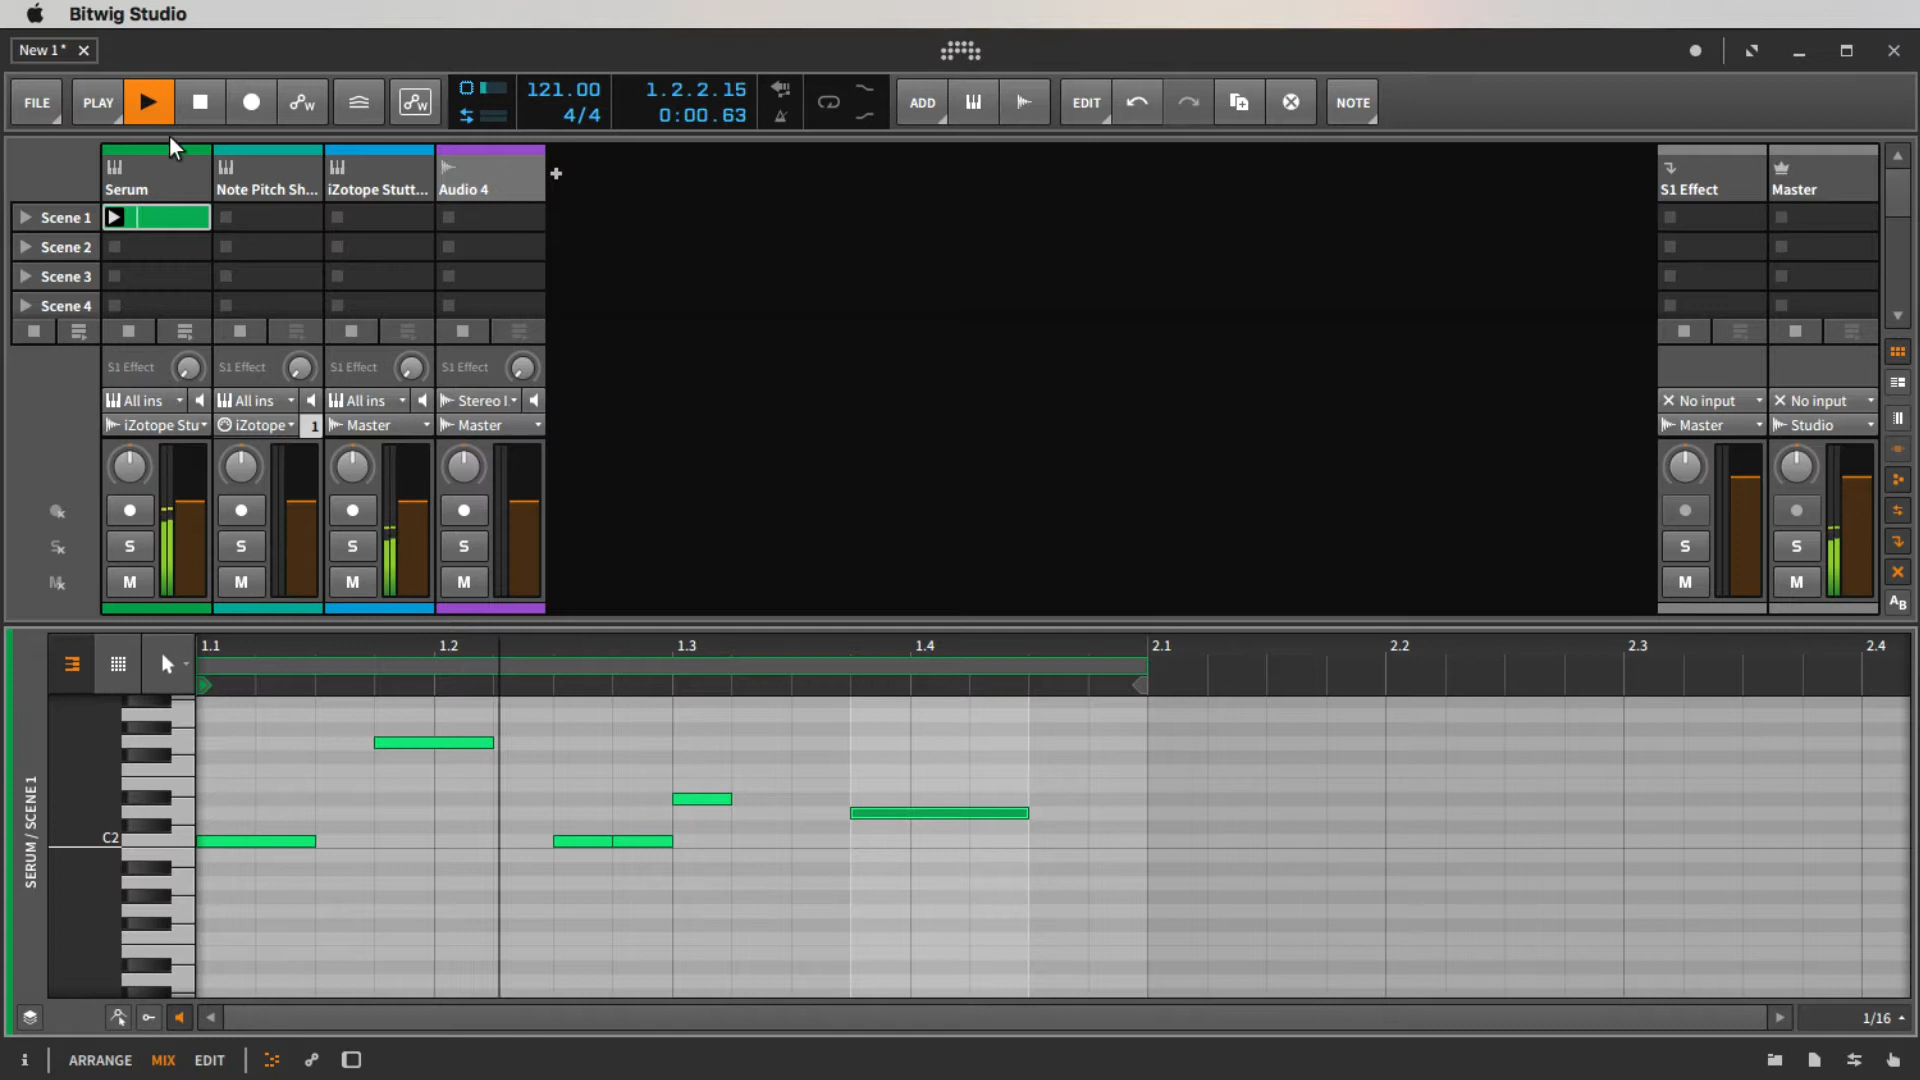 Bitwig Studio
New 1*
FILE PLAY 121.00 1.2.2.15 ADD EDIT NOTE
4/4 0:00.63
Serum Note Pitch Sh... iZotope Stutt... Audio 4 S1 Effect Master
Scene 1
Scene 2
Scene 3
Scene 4
S1 Effect S1 Effect S1 Effect S1 Effect
All ins All ins All ins Stereo I. No input No input
iZotope Stu iZotope 1 Master Master Master Studio
S S S S S S S
M M M M M M M
AB
1.1 1.2 1.3 1.4 2.1 2.2 2.3 2.4
C2
SERUM / SCENE 1
1/16
i ARRANGE MIX EDIT